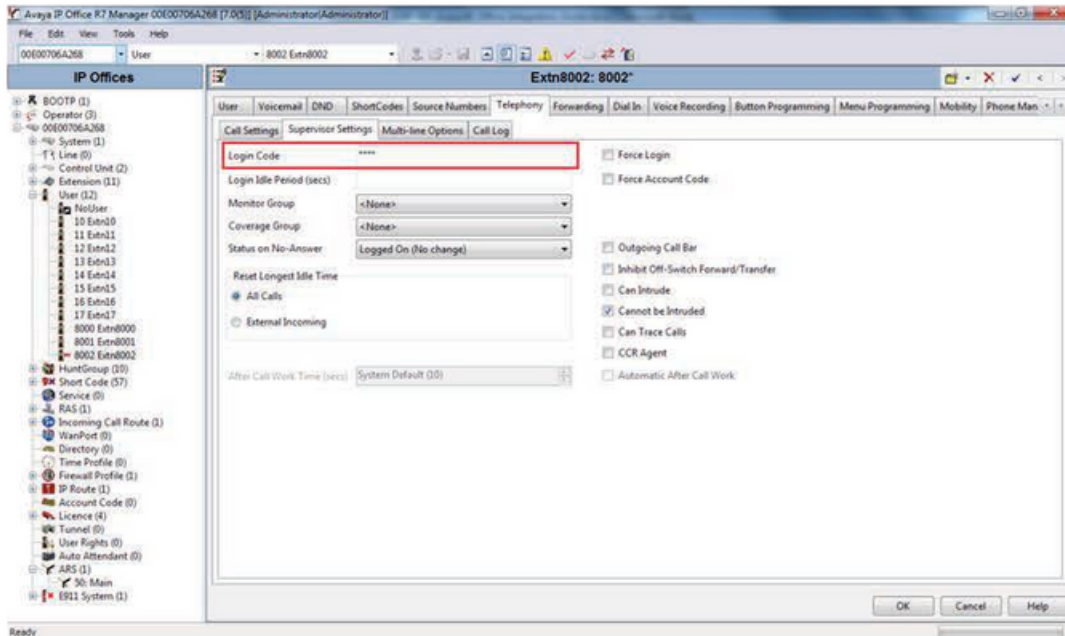 Avaya IP Office R7 Manager 00E00706A268 [7.0(5)] [Administrator(Administrator)]
File Edit View Tools Help
00E00706A268 User 8002 Extn8002
IP Offices
Extn8002: 8002*
BOOTP (1)
Operator (3)
00E00706A268
System (1)
Line (0)
Control Unit (2)
Extension (11)
User (12)
NoUser
10 Extn10
11 Extn11
12 Extn12
13 Extn13
14 Extn14
15 Extn15
16 Extn16
17 Extn17
8000 Extn8000
8001 Extn8001
8002 Extn8002
HuntGroup (10)
Short Code (57)
Service (0)
RAS (1)
Incoming Call Route (1)
WanPort (0)
Directory (0)
Time Profile (0)
Firewall Profile (1)
IP Route (1)
Account Code (0)
Licence (4)
Tunnel (0)
User Rights (0)
Auto Attendant (0)
ARS (1)
50: Main
E911 System (1)
User Voicemail DND ShortCodes Source Numbers Telephony Forwarding Dial In Voice Recording Button Programming Menu Programming Mobility Phone Man
Call Settings Supervisor Settings Multi-line Options Call Log
Login Code ****
Force Login
Login Idle Period (secs)
Force Account Code
Monitor Group <None>
Coverage Group <None>
Status on No-Answer Logged On (No change)
Outgoing Call Bar
Reset Longest Idle Time
Inhibit Off-Switch Forward/Transfer
All Calls
Can Intrude
Cannot be Intruded
External Incoming
Can Trace Calls
CCR Agent
After Call Work Time (secs) System Default (10)
Automatic After Call Work
OK Cancel Help
Ready